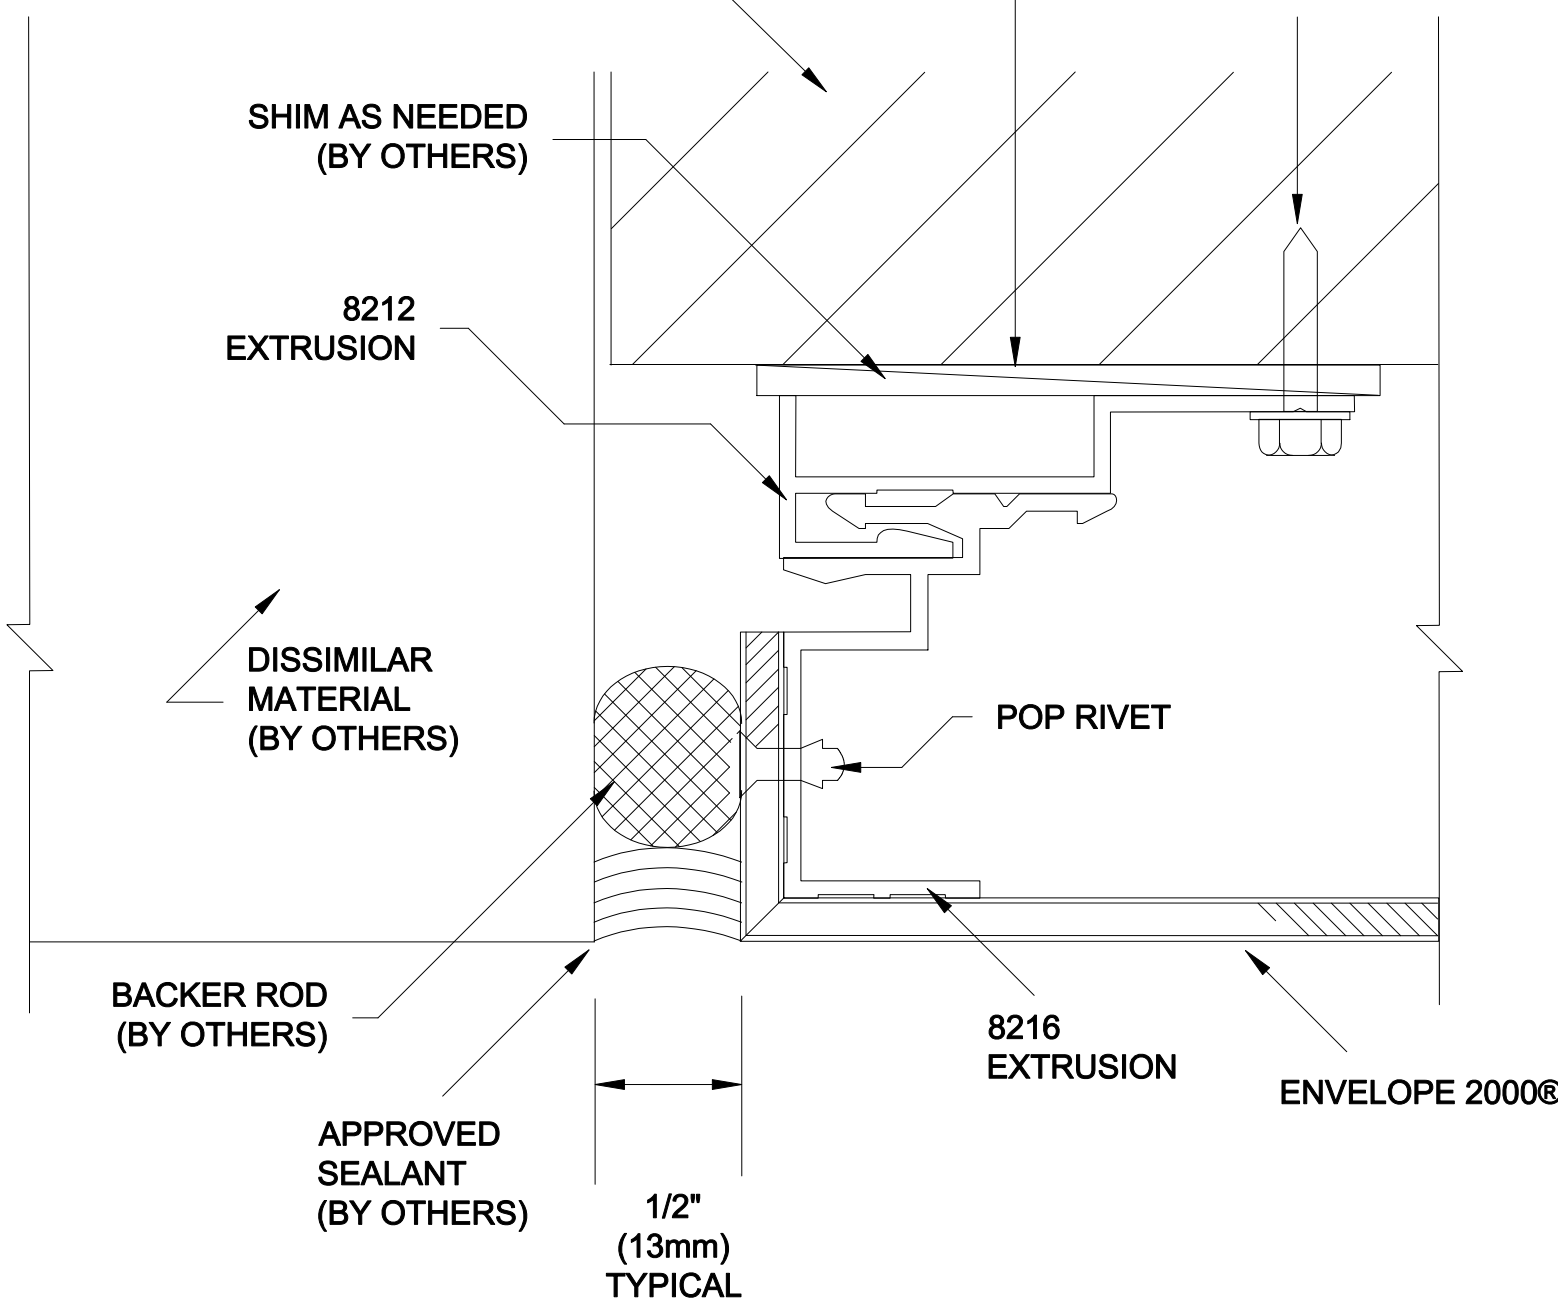 SHIM AS NEEDED
(BY OTHERS)
8212
EXTRUSION
DISSIMILAR
MATERIAL
(BY OTHERS)
POP RIVET
BACKER ROD
(BY OTHERS)
8216
EXTRUSION
ENVELOPE 2000®
APPROVED
SEALANT
(BY OTHERS)
1/2"
(13mm)
TYPICAL